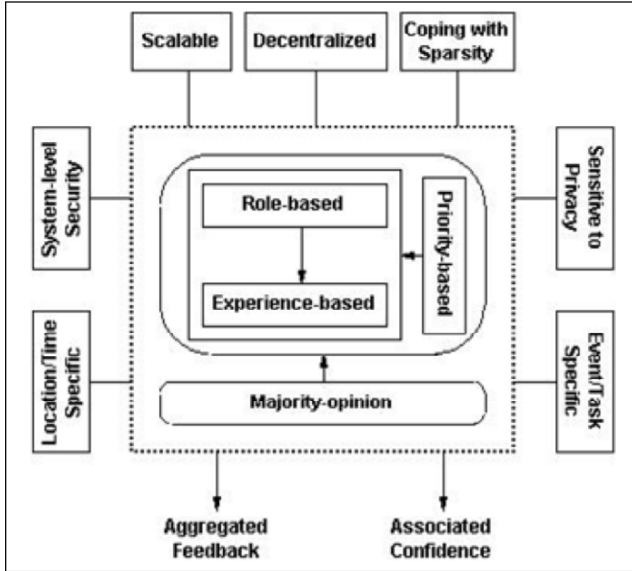 Scalable
Decentralized
Coping with
Sparsity
System-level
Security
Sensitive to
Privacy
Role-based
Priority-based
Experience-based
Location/Time
Specific
Event/Task
Specific
Majority-opinion
Aggregated
Feedback
Associated
Confidence